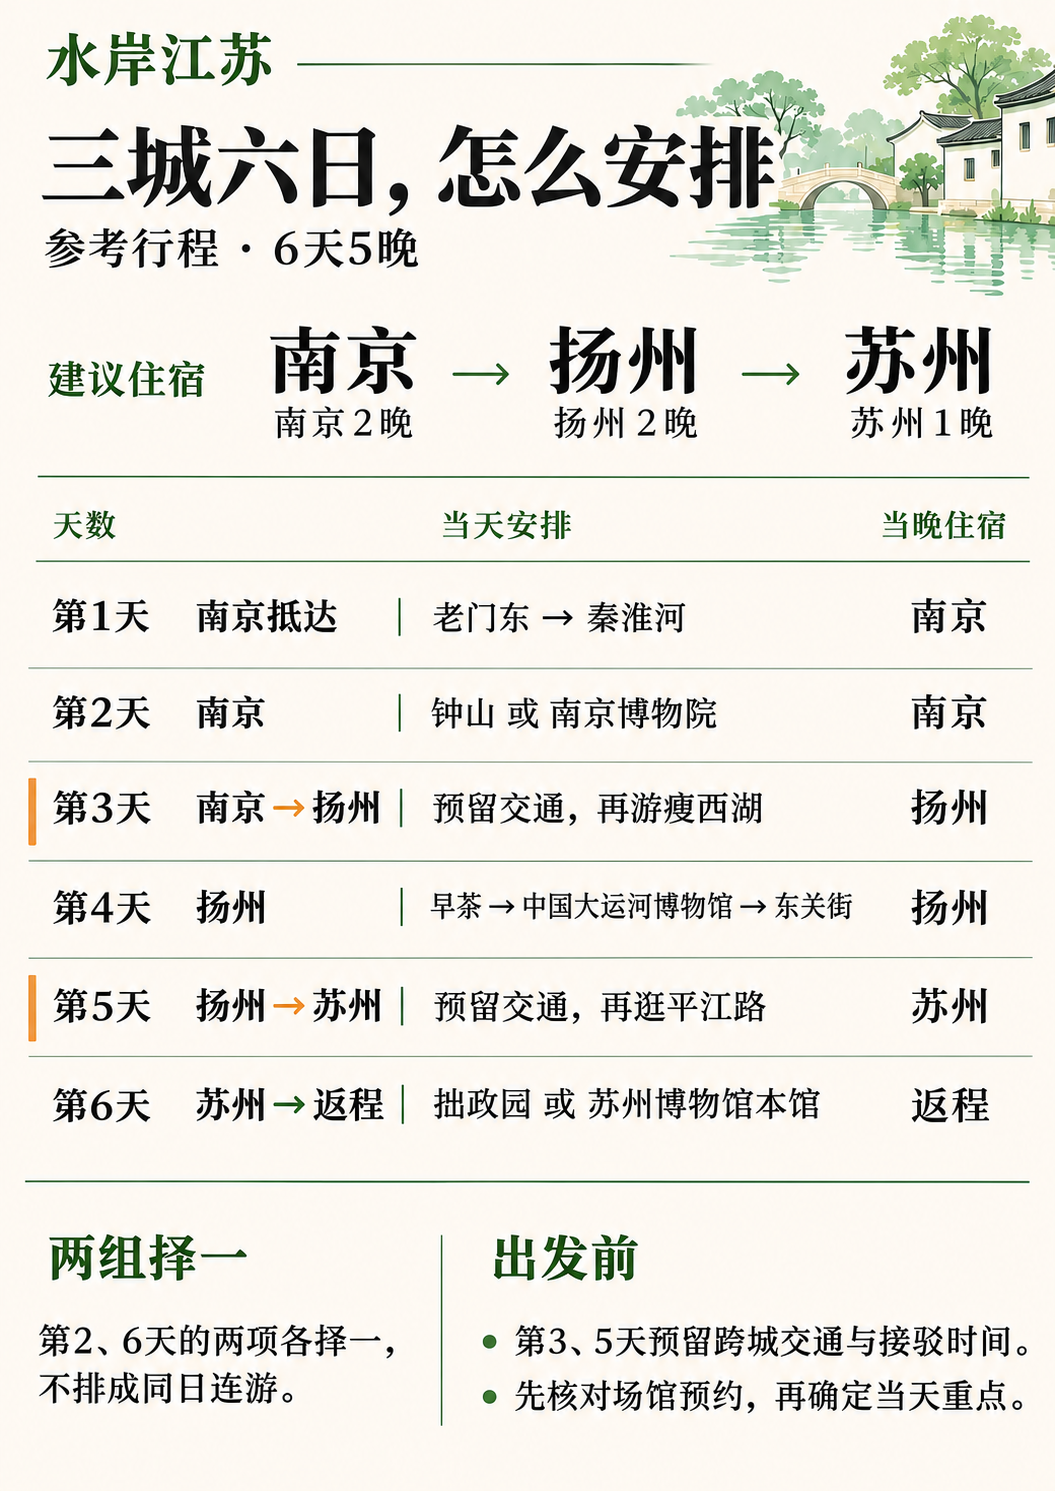 水岸江苏
三城六日，怎么安排
参考行程 · 6天5晚
建议住宿 南京 → 扬州 → 苏州
南京2晚 扬州2晚 苏州1晚
天数 当天安排 当晚住宿
第1天 南京抵达 | 老门东 → 秦淮河 南京
第2天 南京 | 钟山 或 南京博物院 南京
第3天 南京→扬州 | 预留交通，再游瘦西湖 扬州
第4天 扬州 | 早茶→中国大运河博物馆→东关街 扬州
第5天 扬州→苏州 | 预留交通，再逛平江路 苏州
第6天 苏州→返程 | 拙政园 或 苏州博物馆本馆 返程
两组择一
第2、6天的两项各择一，
不排成同日连游。
出发前
• 第3、5天预留跨城交通与接驳时间。
• 先核对场馆预约，再确定当天重点。